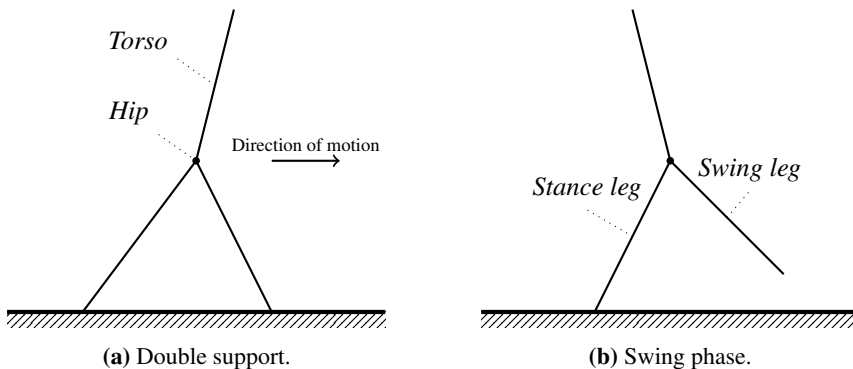 Torso
Hip
Direction of motion
Swing leg
Stance leg
(a) Double support.
(b) Swing phase.